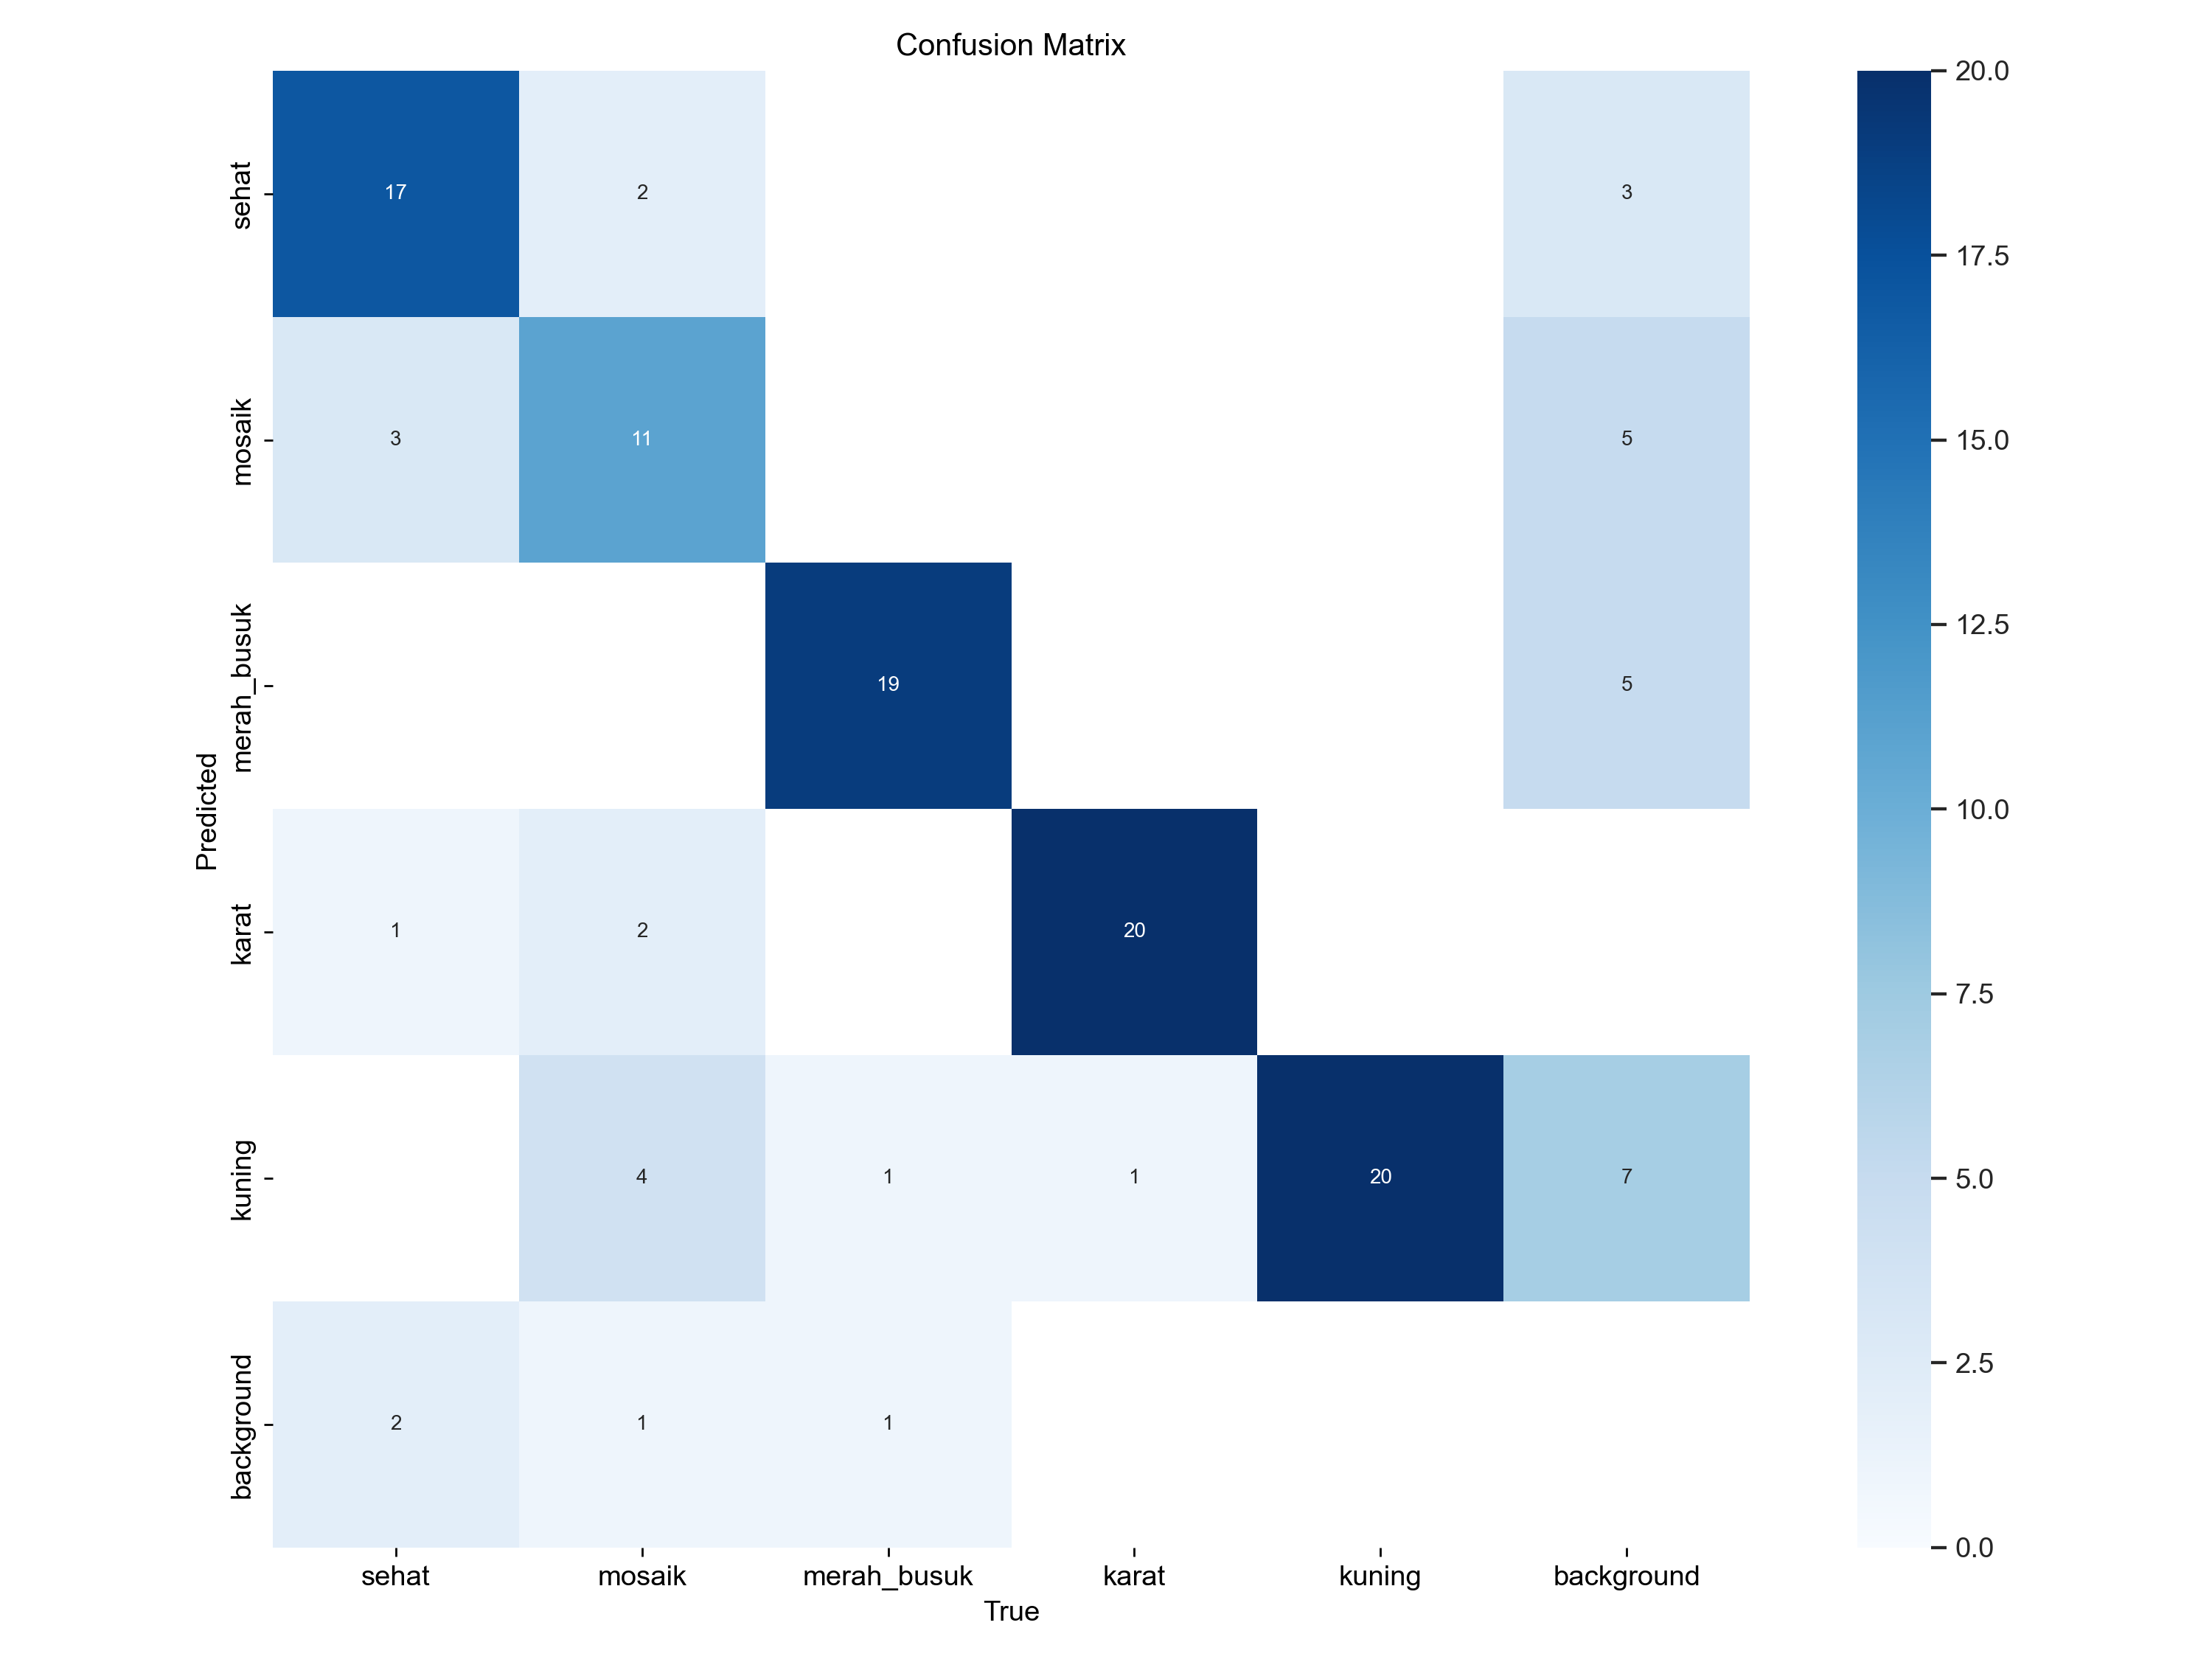 Confusion Matrix
sehat
17
2
3
mosaik
3
11
5
merah_busuk
19
5
karat
1
2
20
kuning
4
1
1
20
7
background
2
1
1
Predicted
sehat
mosaik
merah_busuk
karat
kuning
background
True
20.0
17.5
15.0
12.5
10.0
7.5
5.0
2.5
0.0